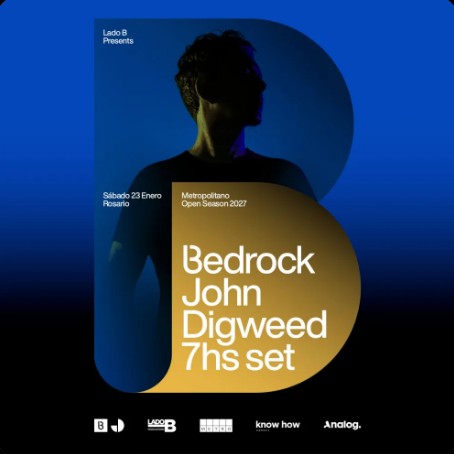 Lado B
Presents
Sábado 23 Enero
Rosario
Metropolitano
Open Season 2027
Bedrock
John
Digweed
7hs set
LADO B
METRO
know how
Analog.